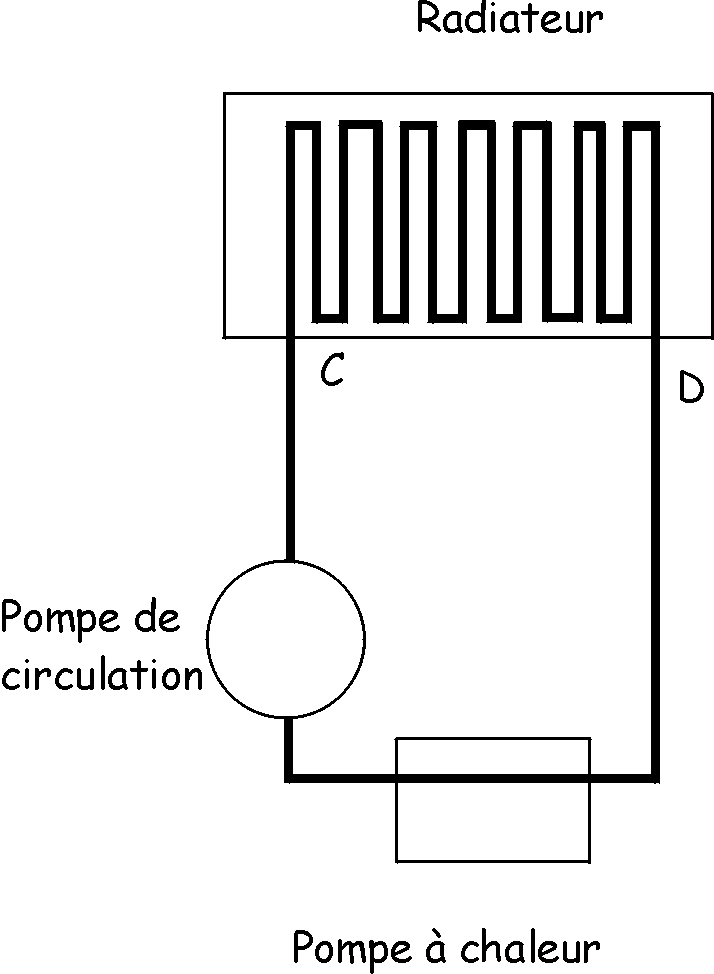 Radiateur
C
D
Pompe de
circulation
Pompe à chaleur